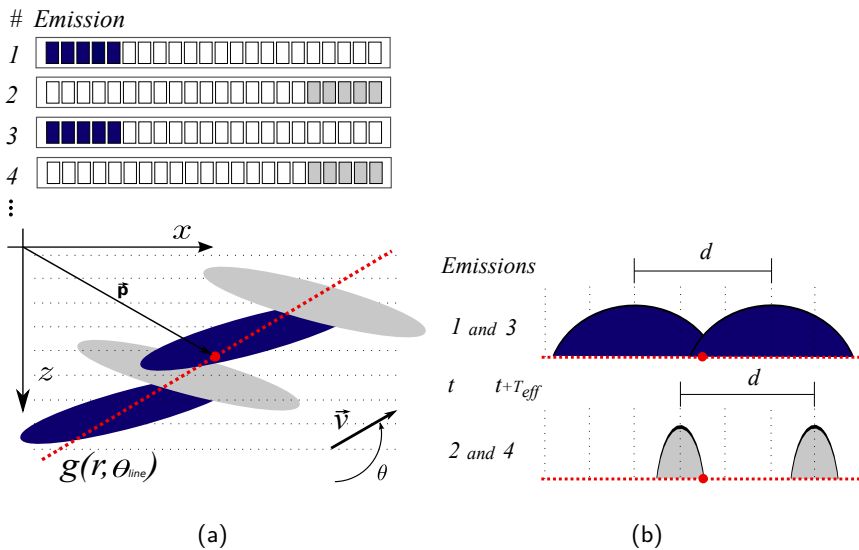 # Emission
1
2
3
4
⋮
x
p⃗
z
v⃗
θ
g(r,θline)
(a)
Emissions
d
1 and 3
t t+Teff
d
2 and 4
(b)